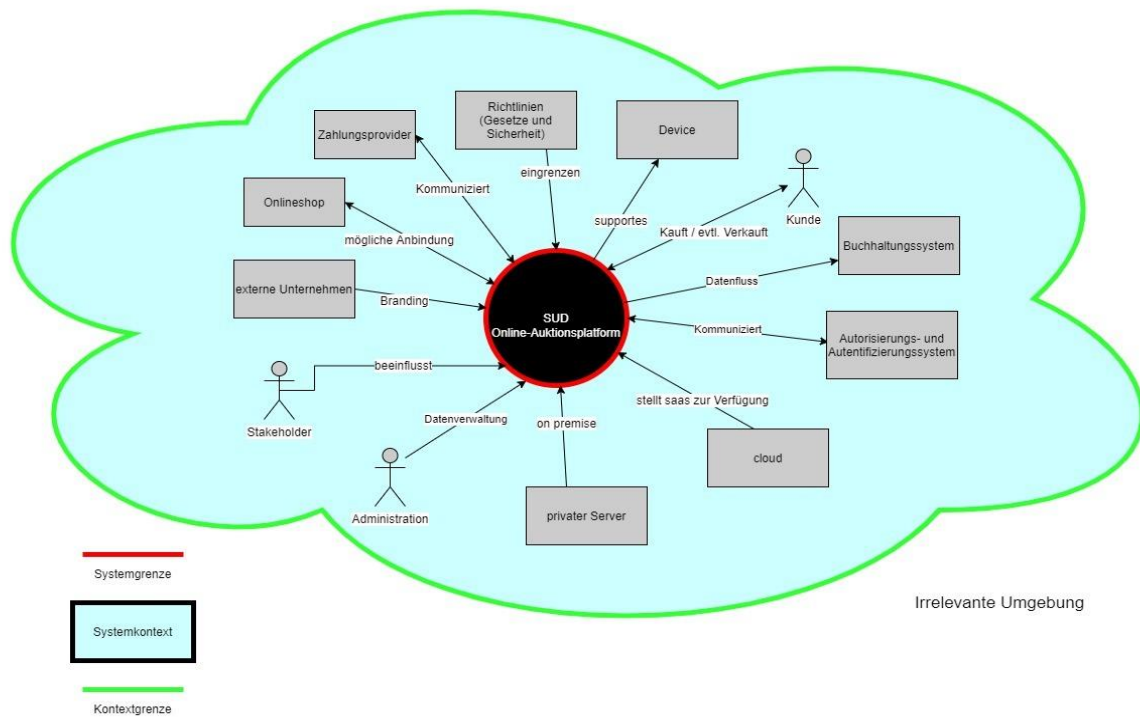 Richtlinien
(Gesetze und
Sicherheit)
Zahlungsprovider
Device
eingrenzen
Kommuniziert
Onlineshop
supportes
Kunde
mögliche Anbindung
Kauft / evtl. Verkauft
Buchhaltungssystem
externe Unternehmen
Branding
Datenfluss
SUD
Online-Auktionsplatform
Kommuniziert
Autorisierungs- und
Autentifizierungssystem
beeinflusst
stellt saas zur Verfügung
Stakeholder
Datenverwaltung
on premise
cloud
Administration
privater Server
Systemgrenze
Irrelevante Umgebung
Systemkontext
Kontextgrenze